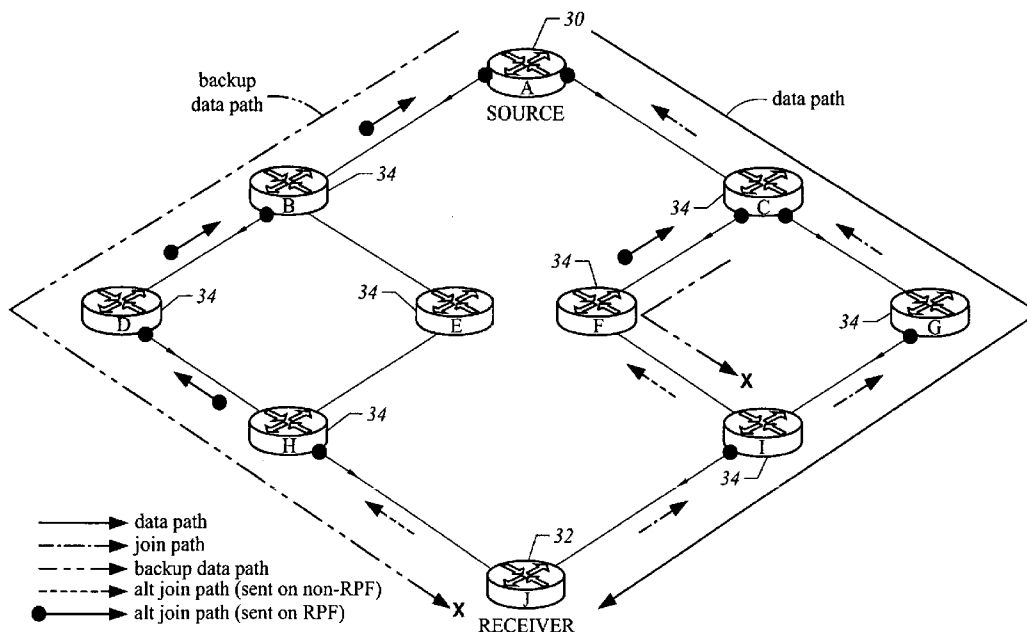 30
A
SOURCE
backup
data path
data path
B
34
34
C
D
34
34
E
34
F
34
G
X
H
34
I
34
data path
join path
backup data path
alt join path (sent on non-RPF)
alt join path (sent on RPF)
32
J
RECEIVER
X